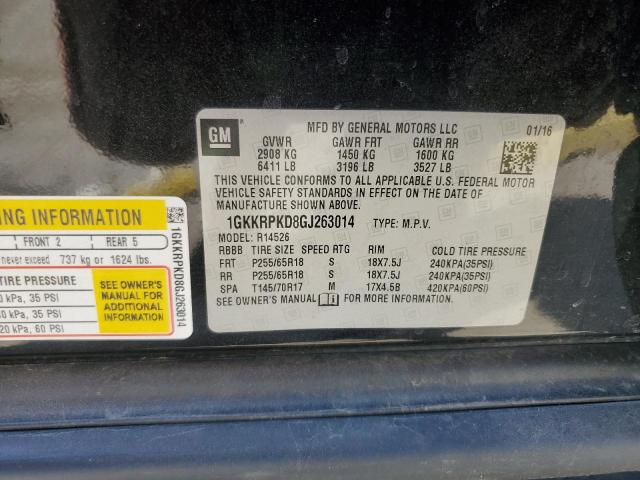 GM
MFD BY GENERAL MOTORS LLC 01/16
GVWR GAWR FRT GAWR RR
2908 KG 1450 KG 1600 KG
6411 LB 3196 LB 3527 LB
THIS VEHICLE CONFORMS TO ALL APPLICABLE U.S. FEDERAL MOTOR
VEHICLE SAFETY STANDARDS IN EFFECT ON THE DATE OF
MANUFACTURE SHOWN ABOVE.
1GKKRPKD8GJ263014 TYPE: M.P.V.
MODEL: R14526
RBBB TIRE SIZE SPEED RTG RIM COLD TIRE PRESSURE
FRT P255/65R18 S 18X7.5J 240KPA(35PSI)
RR P255/65R18 S 18X7.5J 240KPA(35PSI)
SPA T145/70R17 M 17X4.5B 420KPA(60PSI)
SEE OWNER'S MANUAL FOR MORE INFORMATION.
ING INFORMATION
FRONT 2 REAR 5
never exceed 737 kg or 1624 lbs.
TIRE PRESSURE
kPa, 35 PSI
kPa, 35 PSI
20 kPa, 60 PSI
SEE OWNER'S
MANUAL FOR
ADDITIONAL
INFORMATION
1GKKRPKD8GJ263014